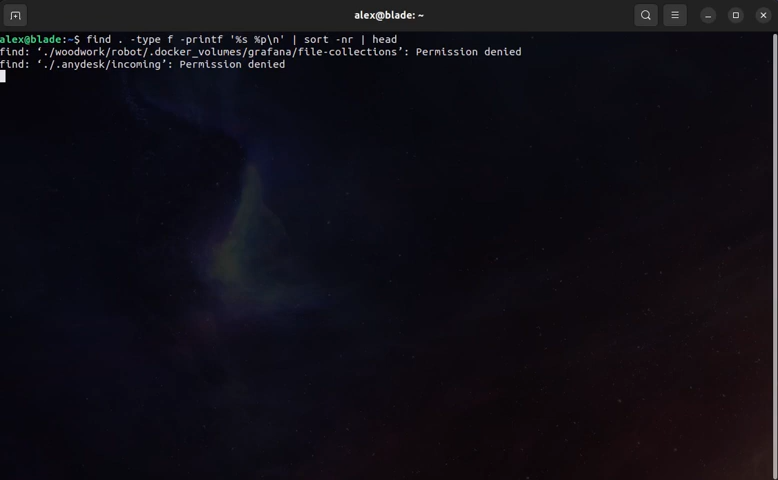 alex@blade: ~
alex@blade:~$ find . -type f -printf '%s %p\n' | sort -nr | head
find: ‘./woodwork/robot/.docker_volumes/grafana/file-collections’: Permission denied
find: ‘./.anydesk/incoming’: Permission denied